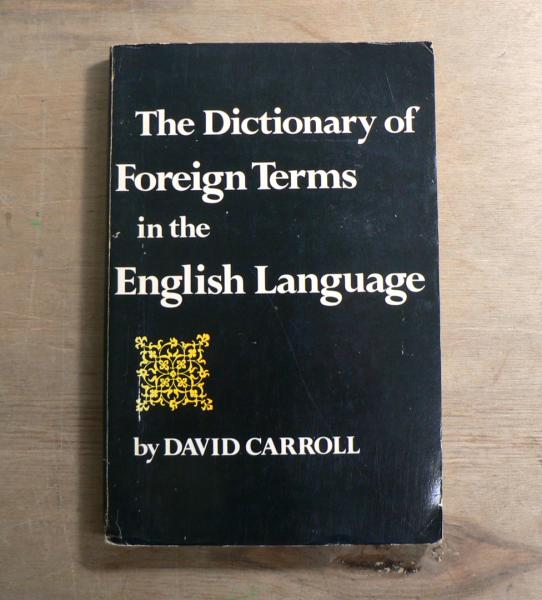 The Dictionary of
Foreign Terms
in the
English Language
by DAVID CARROLL